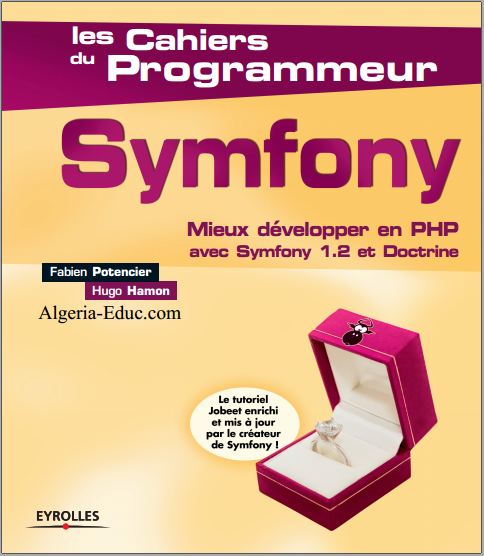 les Cahiers
du Programmeur
Symfony
Mieux développer en PHP
avec Symfony 1.2 et Doctrine
Fabien Potencier
Hugo Hamon
Algeria-Educ.com
Le tutoriel
Jobeet enrichi
et mis à jour
par le créateur
de Symfony !
EYROLLES